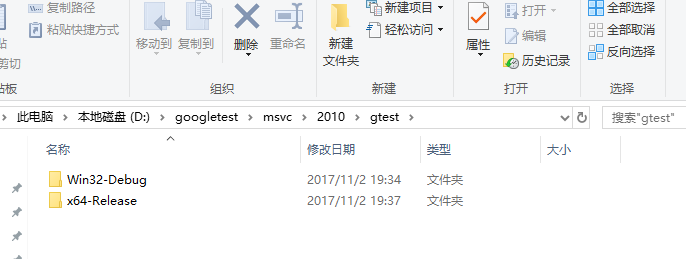 复制路径
粘贴快捷方式
剪切
贴板
移动到
复制到
删除
重命名
组织
新建项目
轻松访问
新建
文件夹
新建
属性
打开
编辑
历史记录
打开
全部选择
全部取消
反向选择
选择
此电脑 本地磁盘 (D:) googletest msvc 2010 gtest
搜索"gtest"
名称 修改日期 类型 大小
Win32-Debug 2017/11/2 19:34 文件夹
x64-Release 2017/11/2 19:37 文件夹